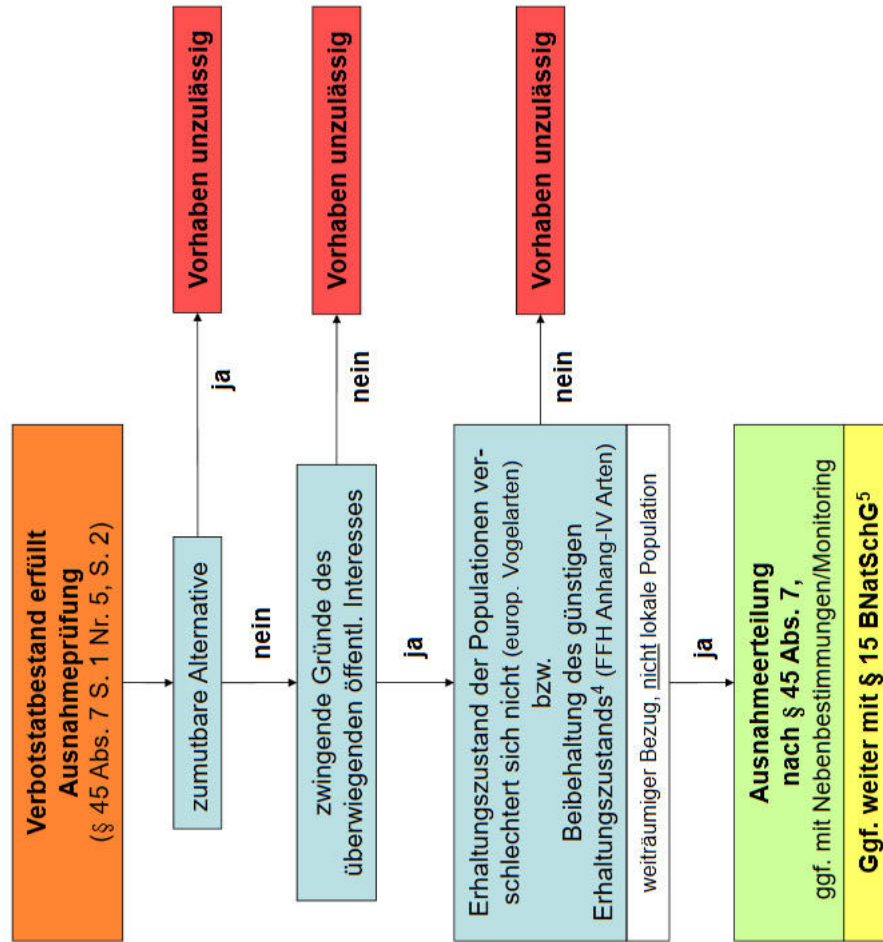 Verbotstatbestand erfüllt
Ausnahmeprüfung
(§ 45 Abs. 7 S. 1 Nr. 5, S. 2)
zumutbare Alternative
ja
Vorhaben unzulässig
nein
zwingende Gründe des
überwiegenden öffentl. Interesses
nein
Vorhaben unzulässig
ja
Erhaltungszustand der Populationen ver-
schlechtert sich nicht (europ. Vogelarten)
bzw.
Beibehaltung des günstigen
Erhaltungszustands⁴ (FFH Anhang-IV Arten)
weiträumiger Bezug, nicht lokale Population
nein
Vorhaben unzulässig
ja
Ausnahmeerteilung
nach § 45 Abs. 7,
ggf. mit Nebenbestimmungen/Monitoring
Ggf. weiter mit § 15 BNatSchG⁵